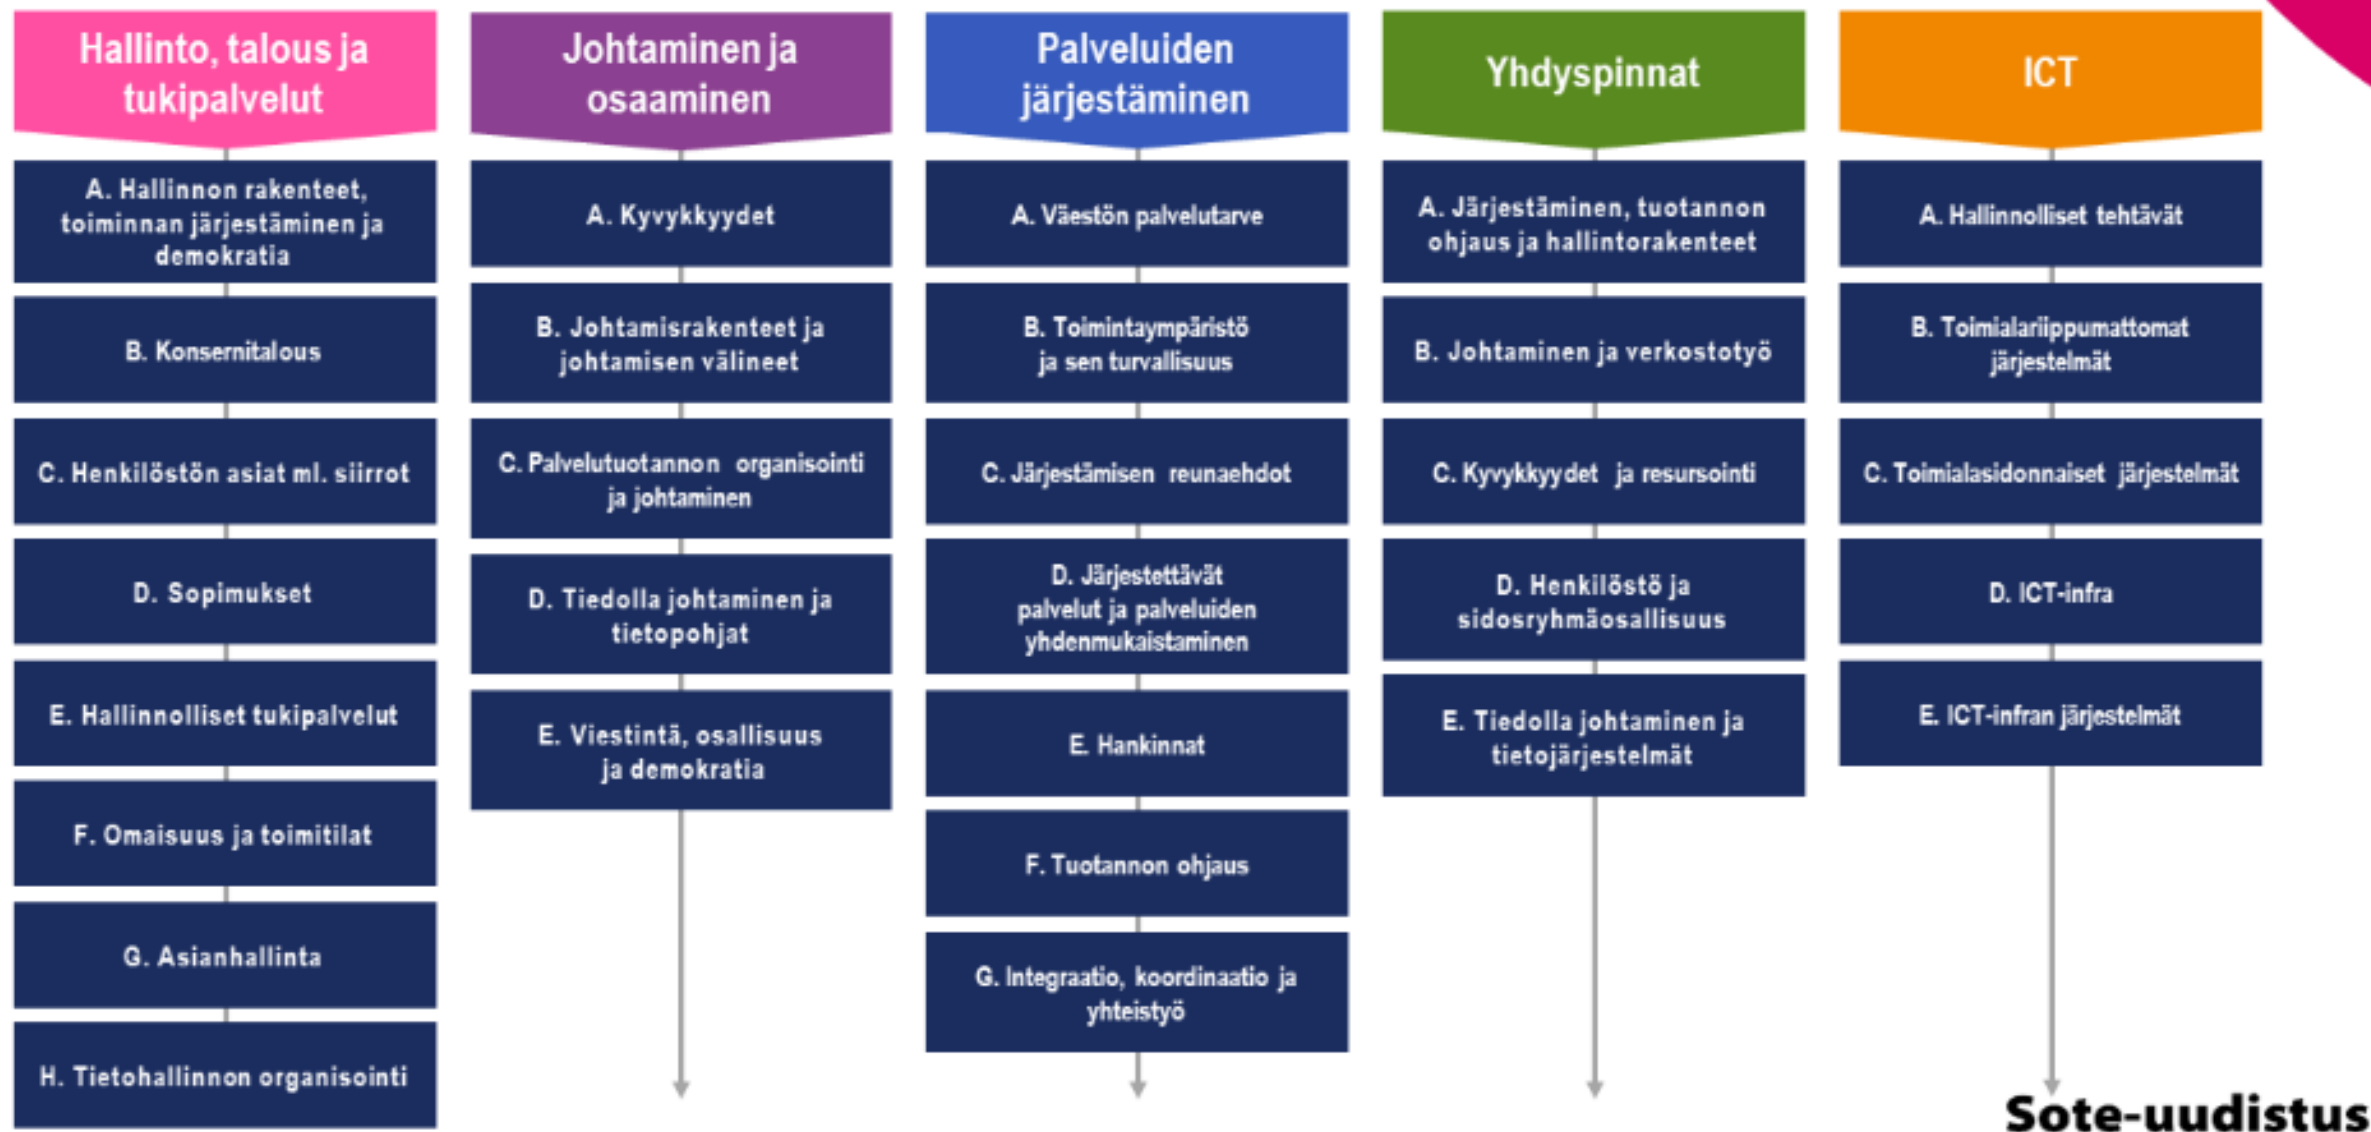 Hallinto, talous ja
tukipalvelut
A. Hallinnon rakenteet,
toiminnan järjestäminen ja
demokratia
B. Konsernitalous
C. Henkilöstön asiat ml. siirrot
D. Sopimukset
E. Hallinnolliset tukipalvelut
F. Omaisuus ja toimitilat
G. Asianhallinta
H. Tietohallinnon organisointi
Johtaminen ja
osaaminen
A. Kyvykkyydet
B. Johtamisrakenteet ja
johtamisen välineet
C. Palvelutuotannon organisointi
ja johtaminen
D. Tiedolla johtaminen ja
tietopohjat
E. Viestintä, osallisuus
ja demokratia
Palveluiden
järjestäminen
A. Väestön palvelutarve
B. Toimintaympäristö
ja sen turvallisuus
C. Järjestämisen reunaehdot
D. Järjestettävät
palvelut ja palveluiden
yhdenmukaistaminen
E. Hankinnat
F. Tuotannon ohjaus
G. Integraatio, koordinaatio ja
yhteistyö
Yhdyspinnat
A. Järjestäminen, tuotannon
ohjaus ja hallintorakenteet
B. Johtaminen ja verkostotyö
C. Kyvykkyydet ja resursointi
D. Henkilöstö ja
sidosryhmäosallisuus
E. Tiedolla johtaminen ja
tietojärjestelmät
ICT
A. Hallinnolliset tehtävät
B. Toimialariippumattomat
järjestelmät
C. Toimialasidonnaiset järjestelmät
D. ICT-infra
E. ICT-infran järjestelmät
Sote-uudistus